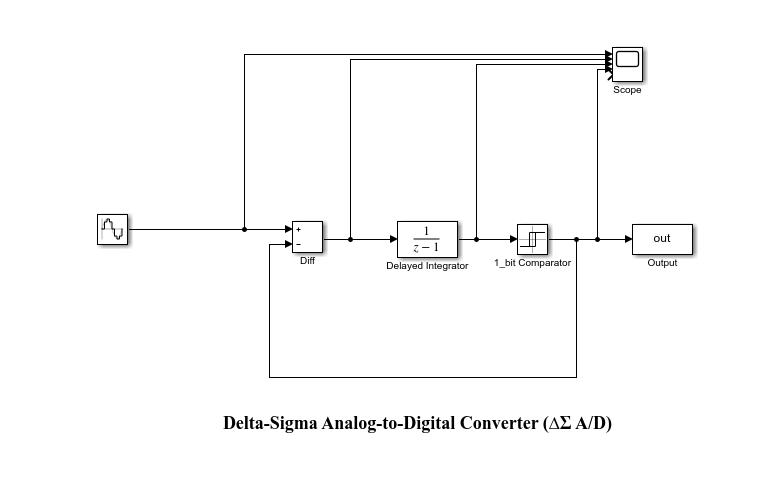 Scope
+
−
Diff
1
z − 1
Delayed Integrator
1_bit Comparator
out
Output
Delta-Sigma Analog-to-Digital Converter (ΔΣ A/D)